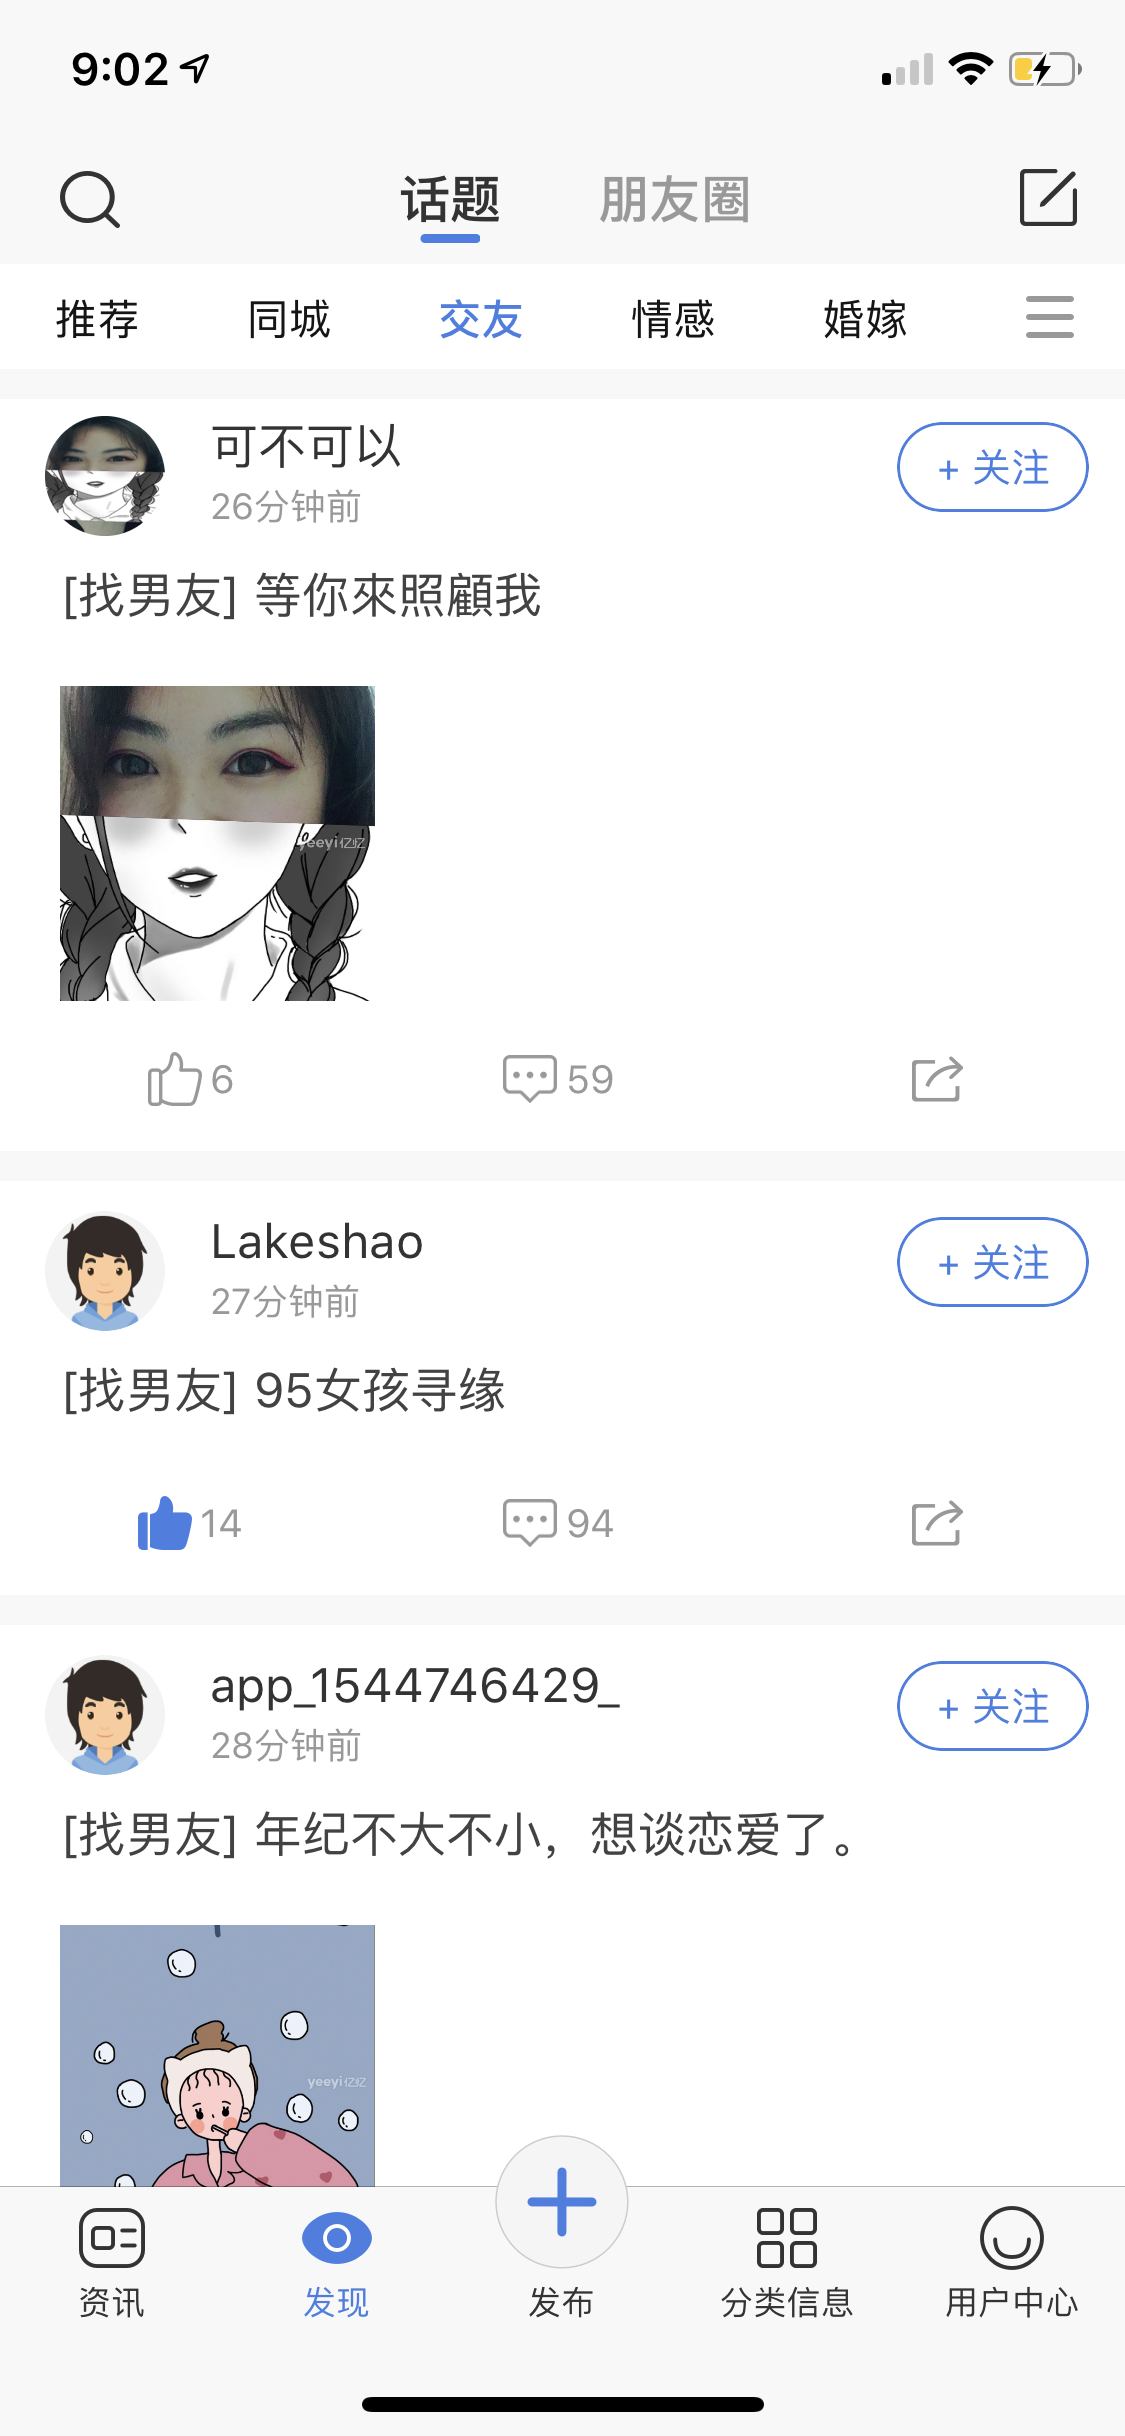 9:02
话题 朋友圈
推荐 同城 交友 情感 婚嫁
可不可以
+ 关注
26分钟前
[找男友] 等你來照顧我
yeeyi亿忆
6 59
Lakeshao
+ 关注
27分钟前
[找男友] 95女孩寻缘
14 94
app_1544746429_
+ 关注
28分钟前
[找男友] 年纪不大不小，想谈恋爱了。
yeeyi亿忆
资讯 发现 发布 分类信息 用户中心